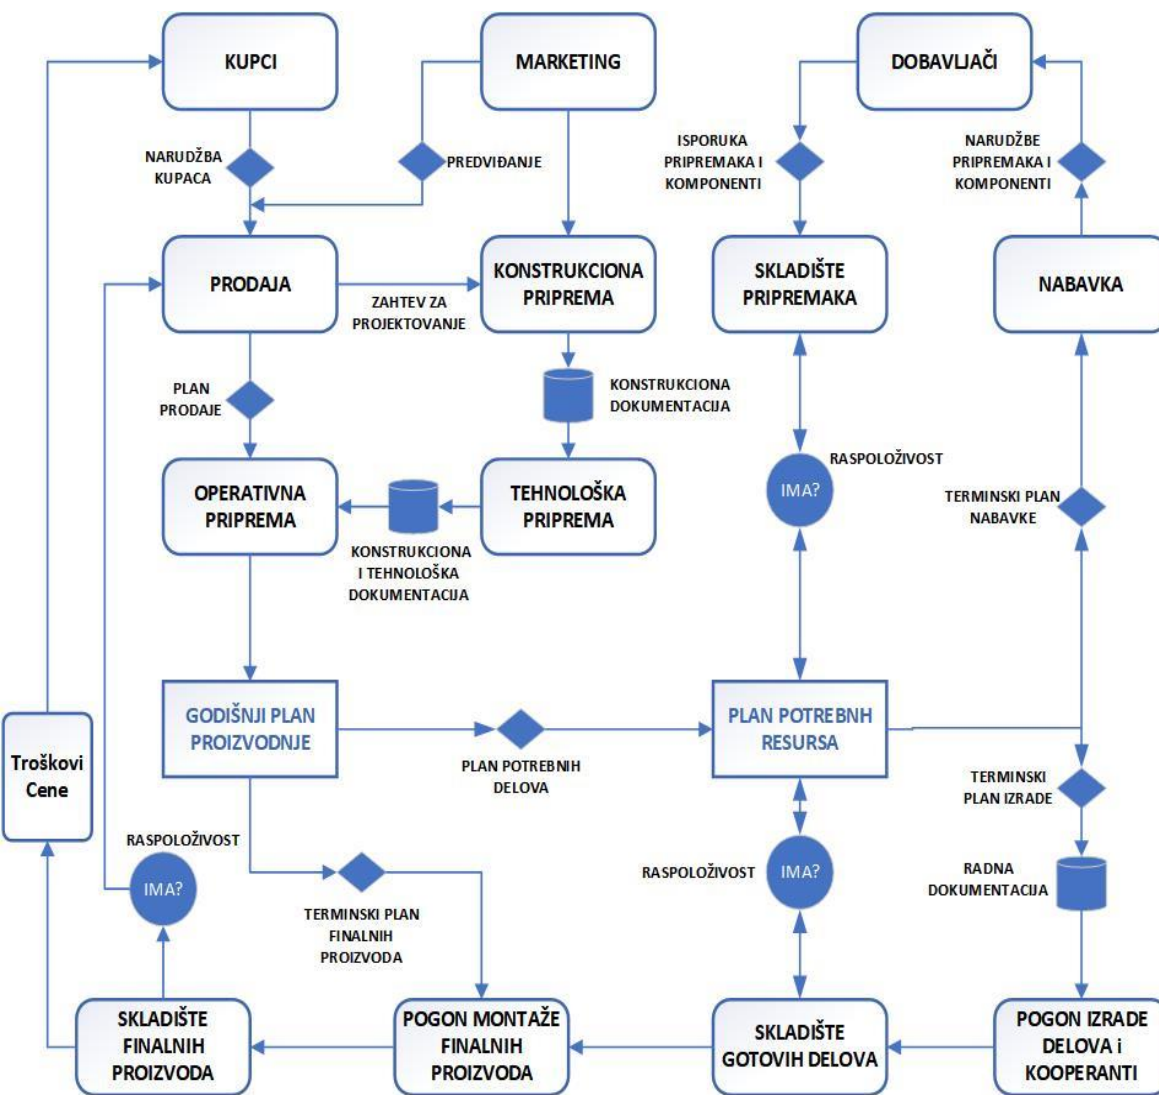 KUPCI
MARKETING
DOBAVLJAČI
NARUDŽBA
KUPACA
PREDVIĐANJE
ISPORUKA
PRIPREMAKA I
KOMPONENTI
NARUDŽBE
PRIPREMAKA I
KOMPONENTI
PRODAJA
ZAHTEV ZA
PROJEKTOVANJE
KONSTRUKCIONA
PRIPREMA
SKLADIŠTE
PRIPREMAKA
NABAVKA
PLAN
PRODAJE
KONSTRUKCIONA
DOKUMENTACIJA
OPERATIVNA
PRIPREMA
KONSTRUKCIONA
I TEHNOLOŠKA
DOKUMENTACIJA
TEHNOLOŠKA
PRIPREMA
RASPOLOŽIVOST
IMA?
TERMINSKI PLAN
NABAVKE
GODIŠNJI PLAN
PROIZVODNJE
PLAN POTREBNIH
DELOVA
PLAN POTREBNH
RESURSA
Troškovi
Cene
TERMINSKI
PLAN IZRADE
RASPOLOŽIVOST
IMA?
TERMINSKI PLAN
FINALNIH
PROIZVODA
RASPOLOŽIVOST
IMA?
RADNA
DOKUMENTACIJA
SKLADIŠTE
FINALNIH
PROIZVODA
POGON MONTAŽE
FINALNIH
PROIZVODA
SKLADIŠTE
GOTOVIH DELOVA
POGON IZRADE
DELOVA i
KOOPERANTI